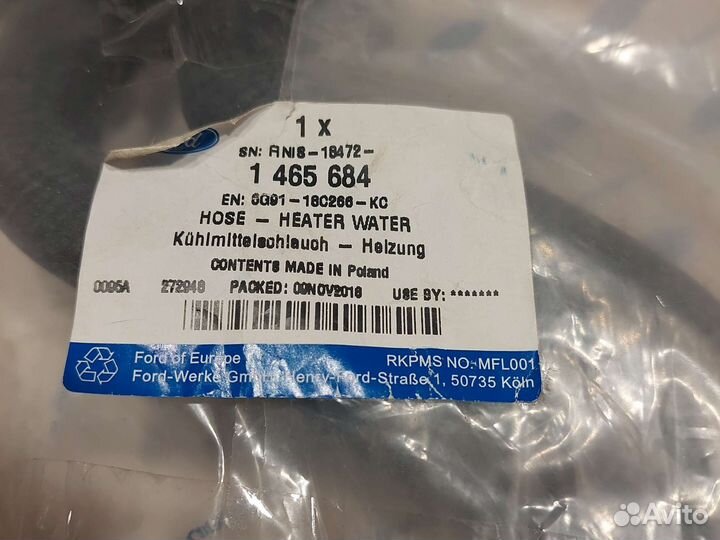 Ford
1 X
SN: FINIS-18472-
1 465 684
EN: 6G91-18C266-KC
HOSE - HEATER WATER
Kühlmittelschlauch - Heizung
CONTENTS MADE IN Poland
0095A 272946 PACKED: 09NOV2016 USE BY: *******
Ford of Europe RKPMS NO.-MFL001
Ford-Werke GmbH, Henry-Ford-Straße 1, 50735 Köln
Avito